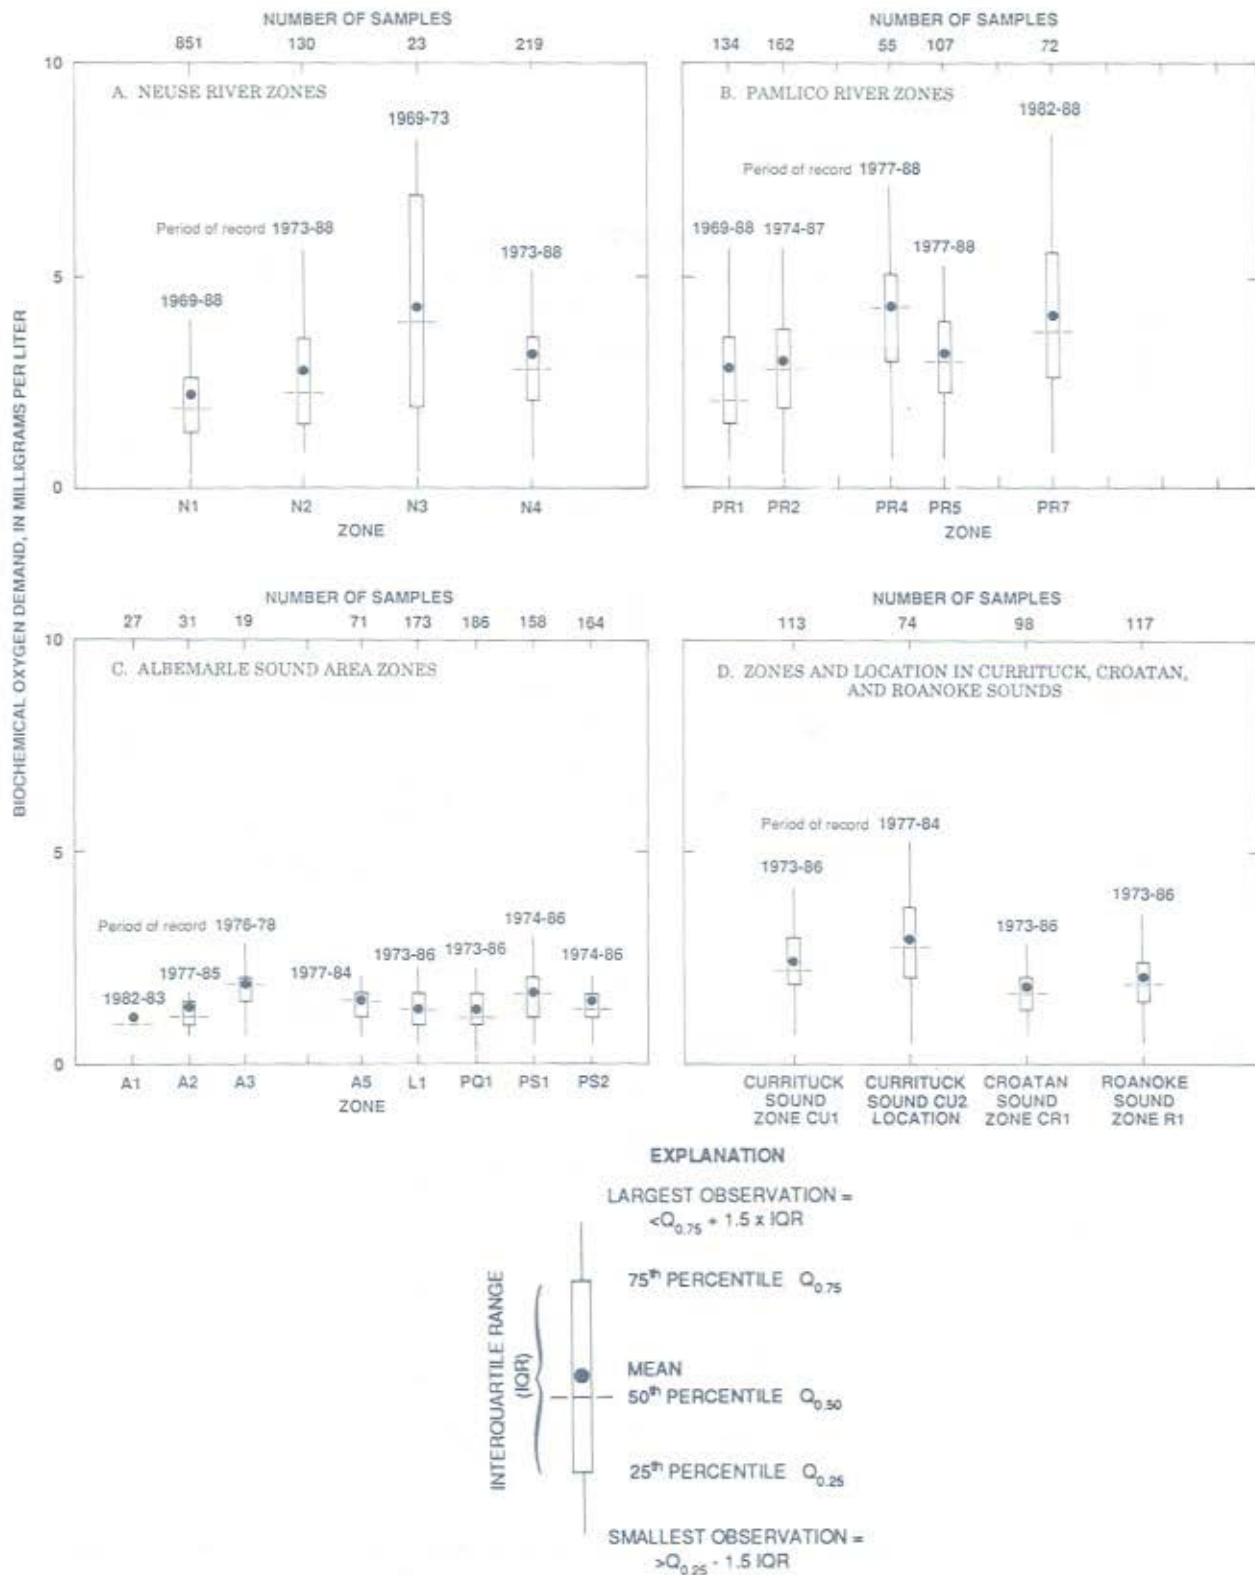 BIOCHEMICAL OXYGEN DEMAND, IN MILLIGRAMS PER LITER
NUMBER OF SAMPLES
851 130 23 219
10
A. NEUSE RIVER ZONES
1969-73
Period of record 1973-88
1973-88
5
1969-88
0
N1 N2 N3 N4
ZONE
NUMBER OF SAMPLES
134 162 55 107 72
B. PAMLICO RIVER ZONES
1982-88
Period of record 1977-88
1969-88 1974-87
1977-88
PR1 PR2 PR4 PR5 PR7
ZONE
NUMBER OF SAMPLES
27 31 19 71 173 186 158 164
10
C. ALBEMARLE SOUND AREA ZONES
5
Period of record 1976-78
1974-86
1973-86 1973-86 1974-86
1977-85 1977-84
1982-83
0
A1 A2 A3 A5 L1 PQ1 PS1 PS2
ZONE
NUMBER OF SAMPLES
113 74 98 117
D. ZONES AND LOCATION IN CURRITUCK, CROATAN,
AND ROANOKE SOUNDS
Period of record 1977-84
1973-86
1973-86
1973-86
CURRITUCK SOUND ZONE CU1
CURRITUCK SOUND CU2 LOCATION
CROATAN SOUND ZONE CR1
ROANOKE SOUND ZONE R1
EXPLANATION
LARGEST OBSERVATION =
<Q0.75 + 1.5 x IQR
75th PERCENTILE Q0.75
INTERQUARTILE RANGE
(IQR)
MEAN
50th PERCENTILE Q0.50
25th PERCENTILE Q0.25
SMALLEST OBSERVATION =
>Q0.25 - 1.5 IQR